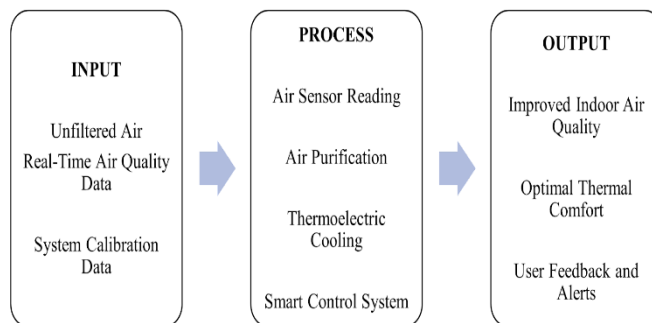 INPUT
Unfiltered Air
Real-Time Air Quality
Data
System Calibration
Data
PROCESS
Air Sensor Reading
Air Purification
Thermoelectric
Cooling
Smart Control System
OUTPUT
Improved Indoor Air
Quality
Optimal Thermal
Comfort
User Feedback and
Alerts